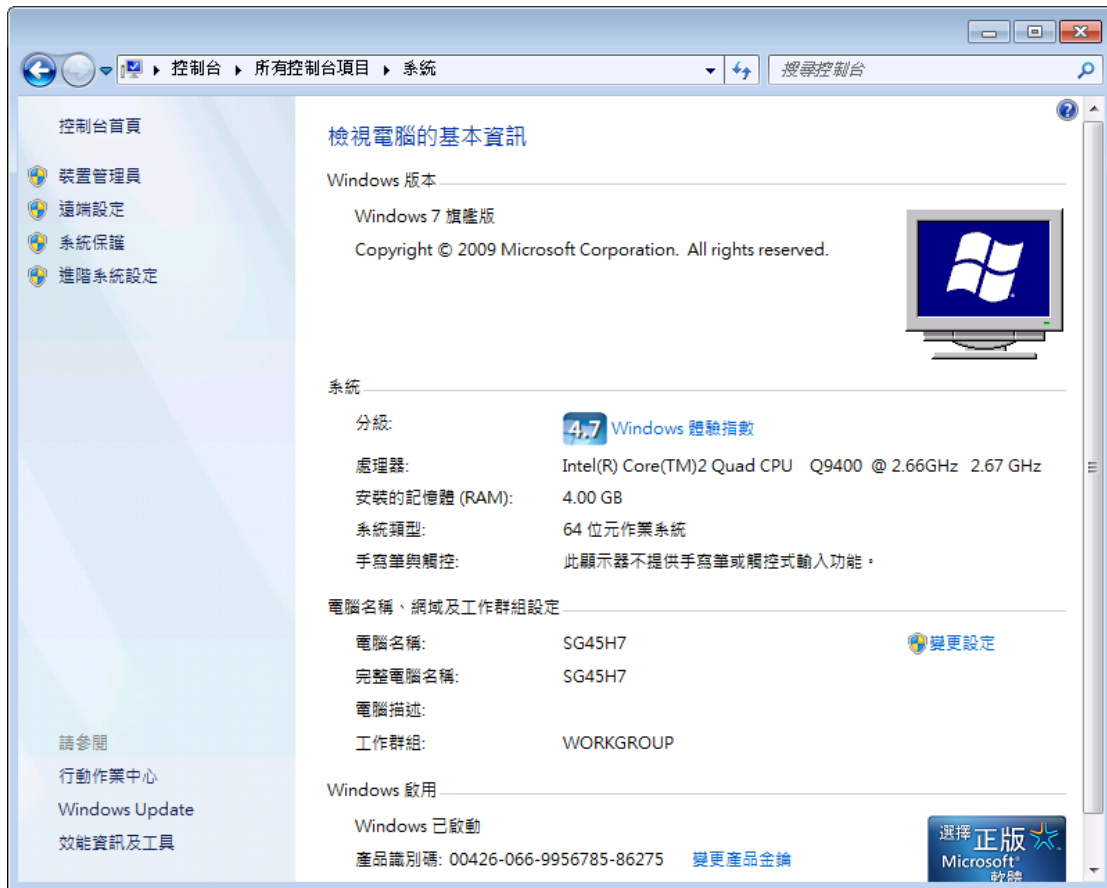 控制台 ▸ 所有控制台項目 ▸ 系統
搜尋控制台
控制台首頁
裝置管理員
遠端設定
系統保護
進階系統設定
請參閱
行動作業中心
Windows Update
效能資訊及工具
檢視電腦的基本資訊
Windows 版本
Windows 7 旗艦版
Copyright © 2009 Microsoft Corporation. All rights reserved.
系統
分級: 4.7 Windows 體驗指數
處理器: Intel(R) Core(TM)2 Quad CPU Q9400 @ 2.66GHz 2.67 GHz
安裝的記憶體 (RAM): 4.00 GB
系統類型: 64 位元作業系統
手寫筆與觸控: 此顯示器不提供手寫筆或觸控式輸入功能。
電腦名稱、網域及工作群組設定
電腦名稱: SG45H7 變更設定
完整電腦名稱: SG45H7
電腦描述:
工作群組: WORKGROUP
Windows 啟用
Windows 已啟動
產品識別碼: 00426-066-9956785-86275 變更產品金鑰
選擇 正版
Microsoft®
軟體